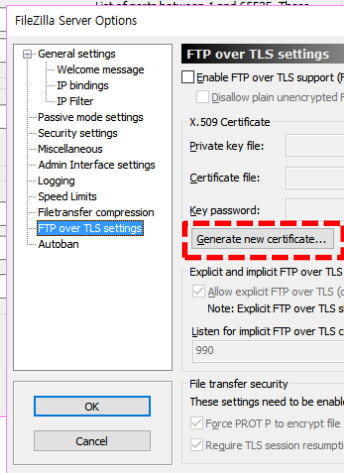 FileZilla Server Options
General settings
Welcome message
IP bindings
IP Filter
Passive mode settings
Security settings
Miscellaneous
Admin Interface settings
Logging
Speed Limits
Filetransfer compression
FTP over TLS settings
Autoban
OK
Cancel
FTP over TLS settings
Enable FTP over TLS support (F
Disallow plain unencrypted F
X.509 Certificate
Private key file:
Certificate file:
Key password:
Generate new certificate...
Explicit and implicit FTP over TLS
Allow explicit FTP over TLS (
Note: Explicit FTP over TLS s
Listen for implicit FTP over TLS c
990
File transfer security
These settings need to be enable
Force PROT P to encrypt file
Require TLS session resumpti